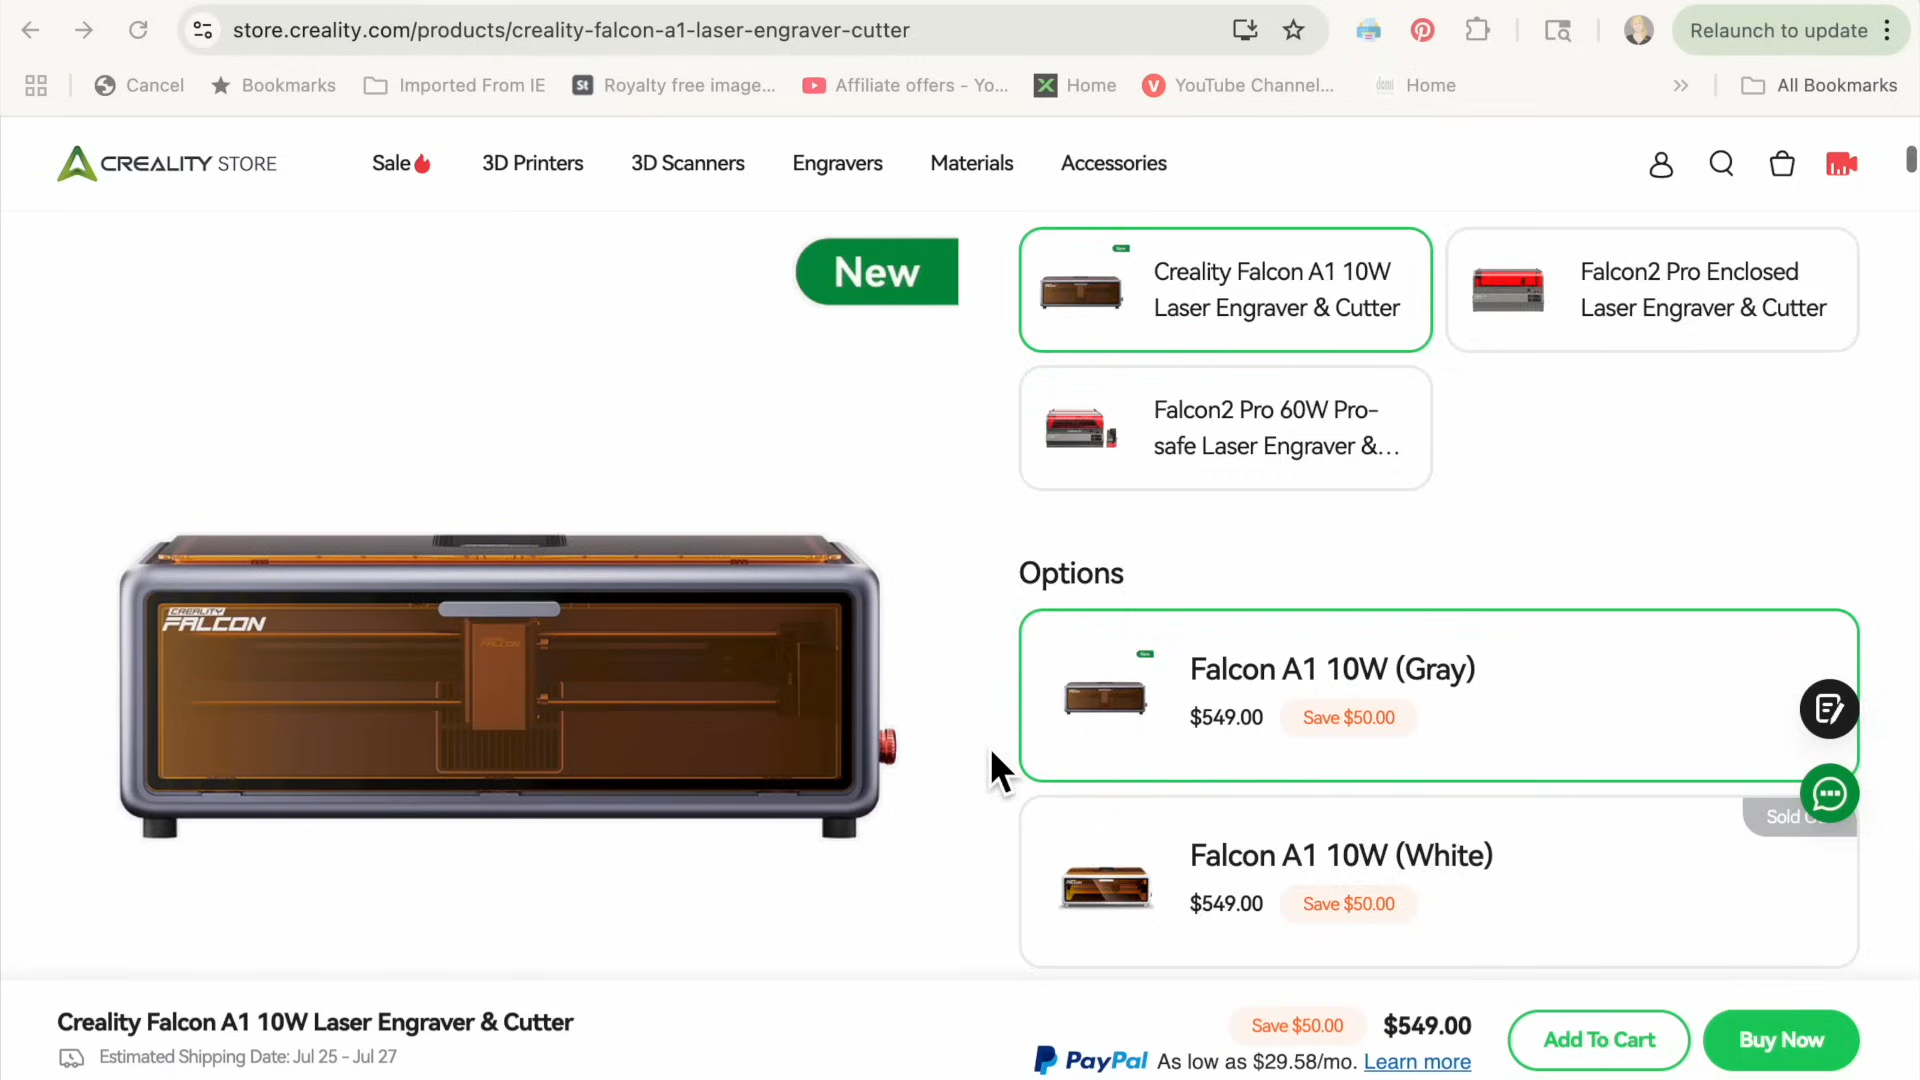 store.creality.com/products/creality-falcon-a1-laser-engraver-cutter
Relaunch to update
Cancel
Bookmarks
Imported From IE
St
Royalty free image...
Affiliate offers - Yo...
Home
YouTube Channel...
Home
All Bookmarks
CREALITY STORE
Sale
3D Printers
3D Scanners
Engravers
Materials
Accessories
New
Creality Falcon A1 10W
Laser Engraver & Cutter
Falcon2 Pro Enclosed
Laser Engraver & Cutter
Falcon2 Pro 60W Pro-
safe Laser Engraver &...
Options
CREALITY
FALCON
Falcon A1 10W (Gray)
$549.00
Save $50.00
Sold
Falcon A1 10W (White)
$549.00
Save $50.00
Creality Falcon A1 10W Laser Engraver & Cutter
Estimated Shipping Date: Jul 25 - Jul 27
Save $50.00
$549.00
PayPal As low as $29.58/mo. Learn more
Add To Cart
Buy Now